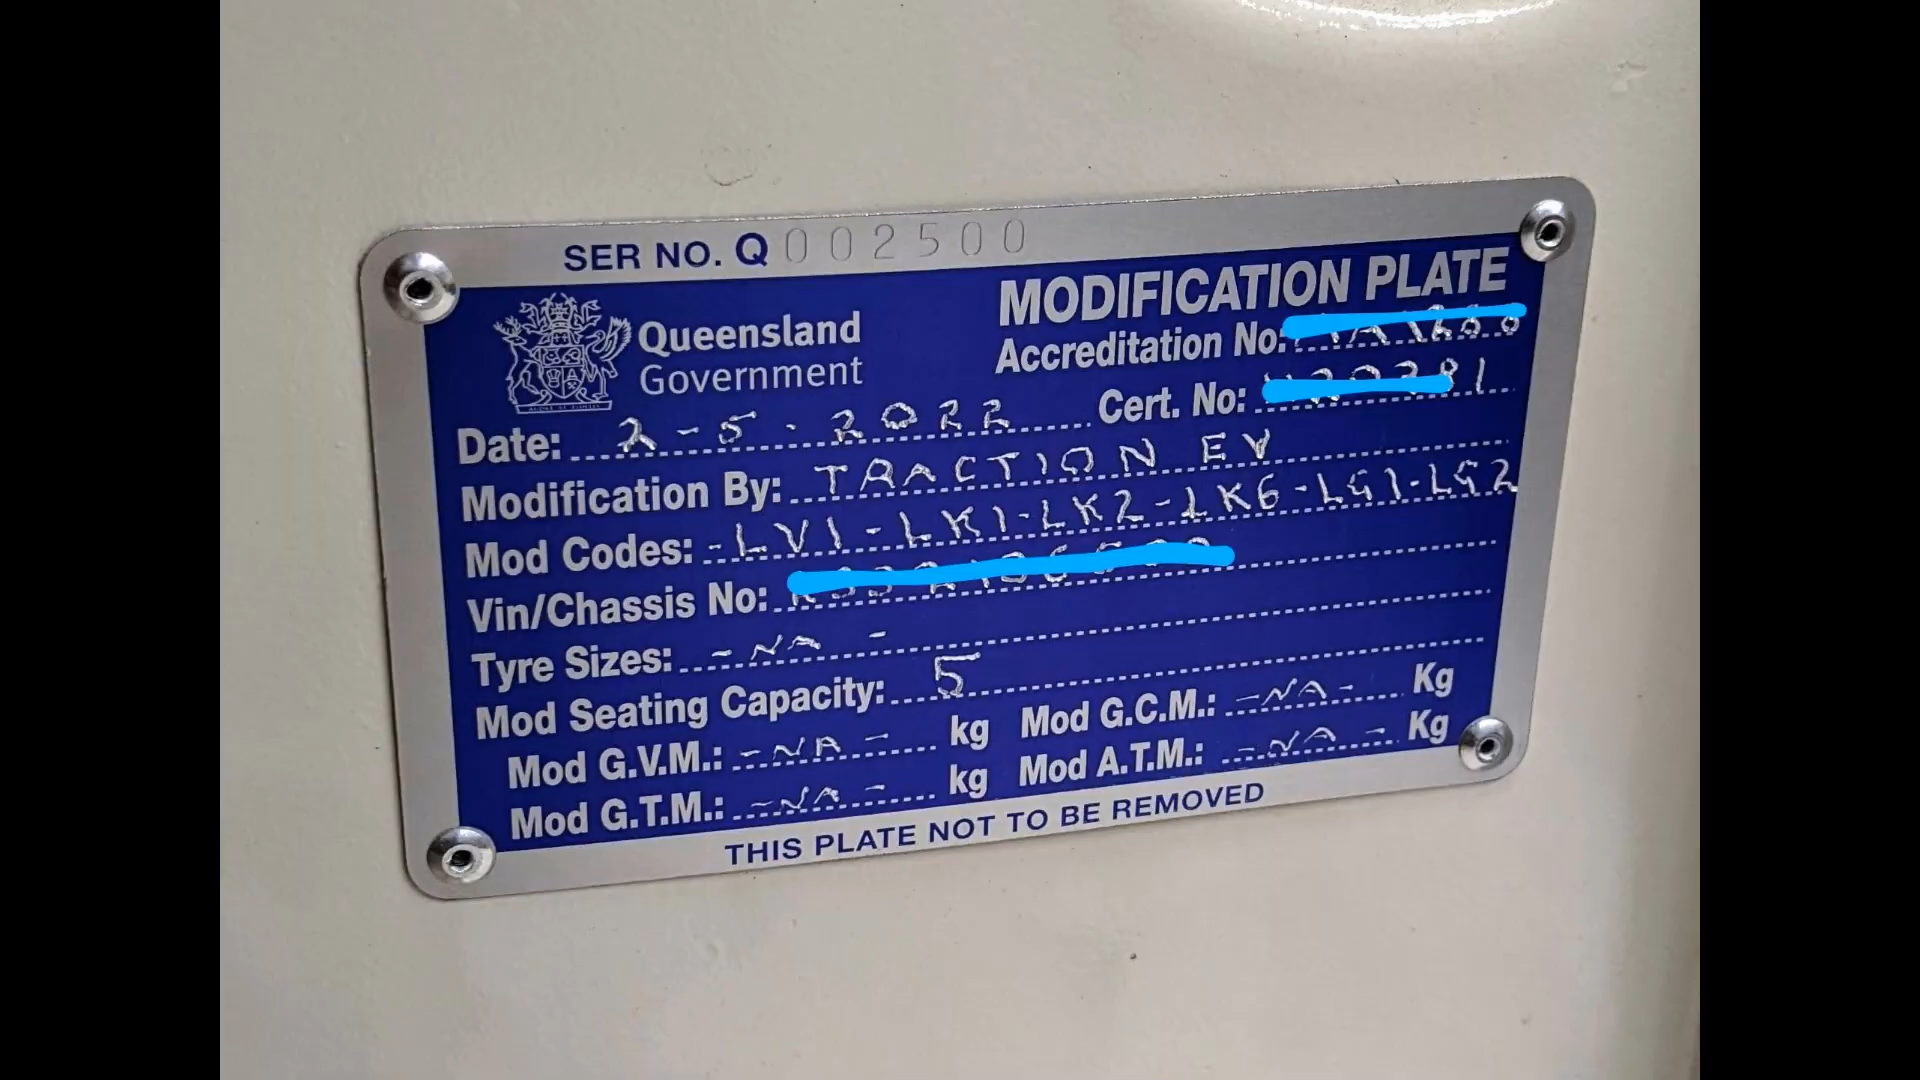 SER NO. Q 002500
MODIFICATION PLATE
Queensland
Government
Accreditation No:
Cert. No:
Date: 2-5-2022
Modification By: TRACTION EV
Mod Codes: -LV1-LK1-LK2-LK6-LG1-LG2
Vin/Chassis No:
Tyre Sizes: -NA-
Mod Seating Capacity: 5
Mod G.V.M.: -NA- kg Mod G.C.M.: -NA- Kg
Mod G.T.M.: -NA- kg Mod A.T.M.: -NA- Kg
THIS PLATE NOT TO BE REMOVED